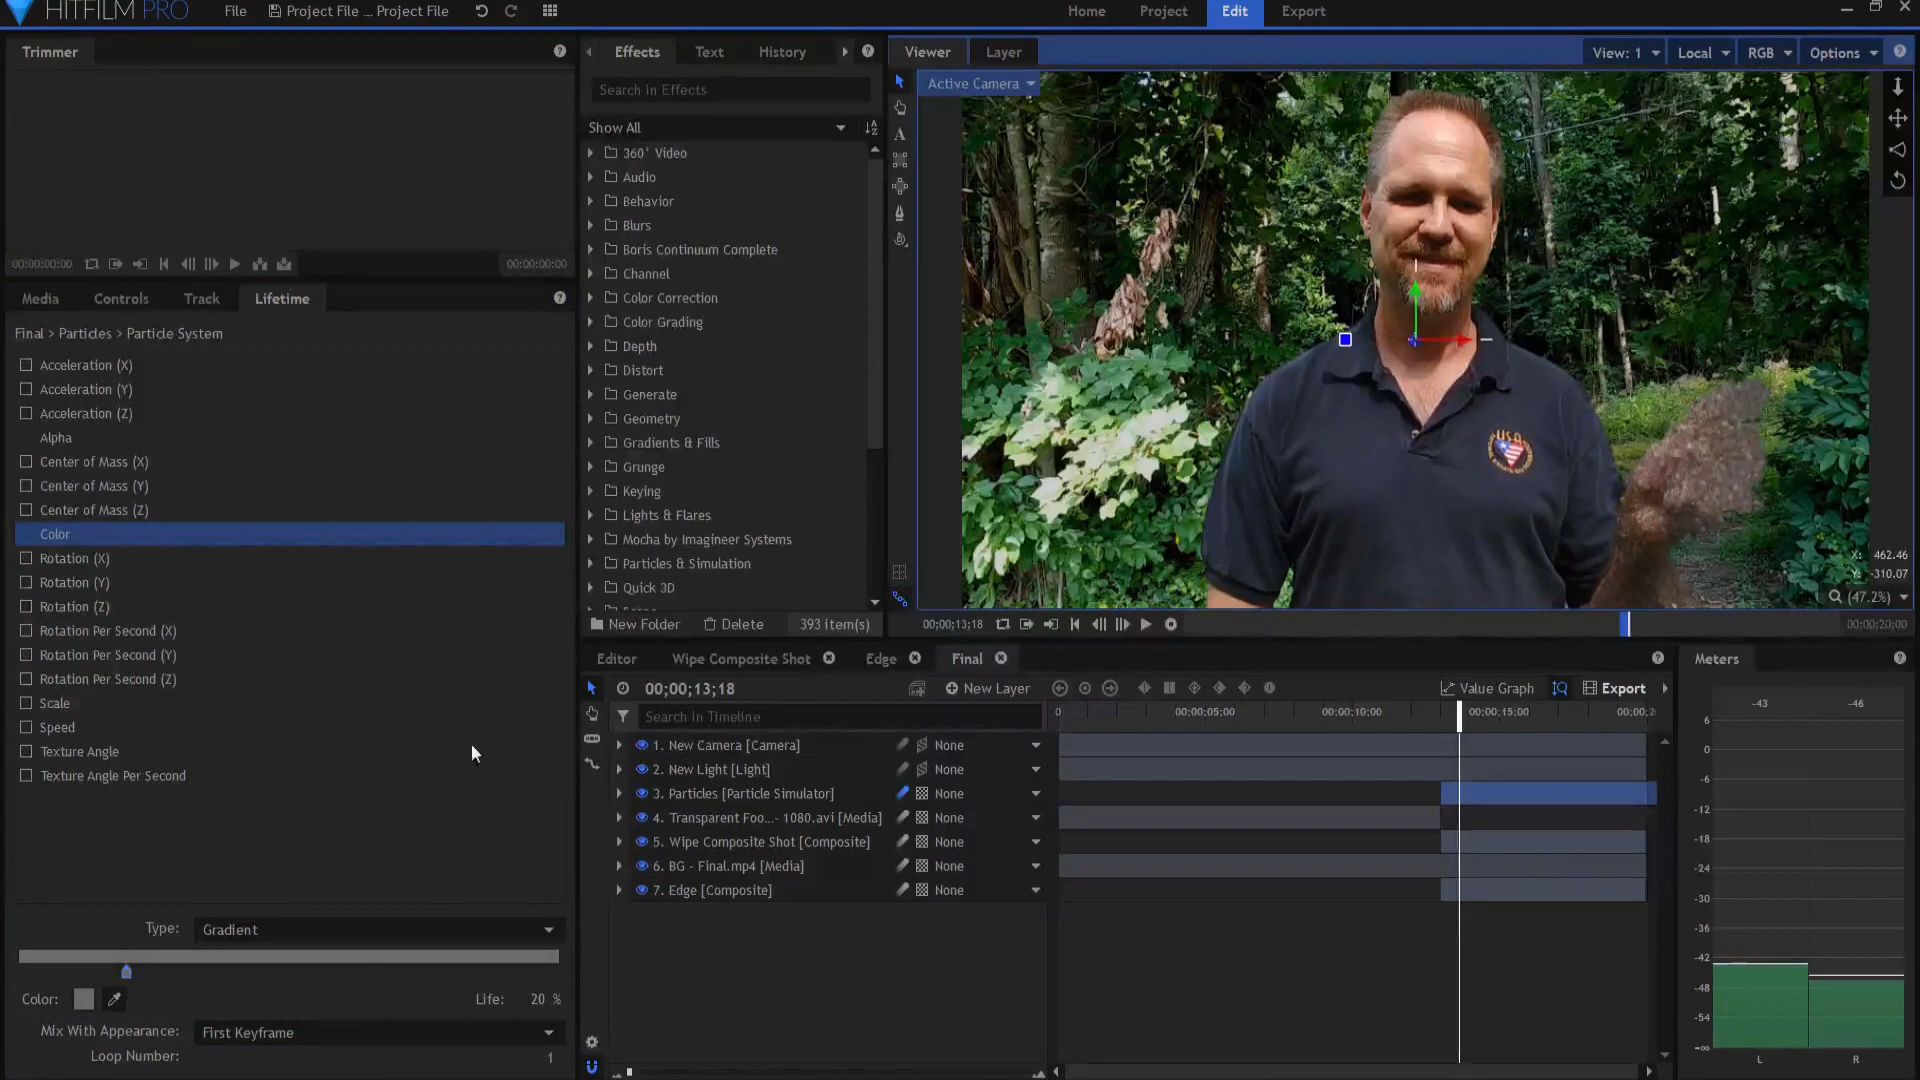 HITFILM PRO
File
Project File ... Project File
Home
Project
Edit
Export
Trimmer
00:00:00:00
00:00:00:00
Media
Controls
Track
Lifetime
Final > Particles > Particle System
Acceleration (X)
Acceleration (Y)
Acceleration (Z)
Alpha
Center of Mass (X)
Center of Mass (Y)
Center of Mass (Z)
Color
Rotation (X)
Rotation (Y)
Rotation (Z)
Rotation Per Second (X)
Rotation Per Second (Y)
Rotation Per Second (Z)
Scale
Speed
Texture Angle
Texture Angle Per Second
Type: Gradient
Color:
Life: 20 %
Mix With Appearance: First Keyframe
Loop Number: 1
Effects
Text
History
Search in Effects
Show All
360° Video
Audio
Behavior
Blurs
Boris Continuum Complete
Channel
Color Correction
Color Grading
Depth
Distort
Generate
Geometry
Gradients & Fills
Grunge
Keying
Lights & Flares
Mocha by Imagineer Systems
Particles & Simulation
Quick 3D
New Folder
Delete
393 item(s)
Viewer
Layer
View: 1
Local
RGB
Options
Active Camera
USA
X: 462.46
Y: -310.07
(47.2%)
00;00;13;18
00;00;20;00
Editor
Wipe Composite Shot
Edge
Final
00;00;13;18
New Layer
Value Graph
Export
Search in Timeline
0
00;00;05;00
00;00;10;00
00;00;15;00
1. New Camera [Camera] None
2. New Light [Light] None
3. Particles [Particle Simulator] None
4. Transparent Foo...- 1080.avi [Media] None
5. Wipe Composite Shot [Composite] None
6. BG - Final.mp4 [Media] None
7. Edge [Composite] None
Meters
-43
-46
6
0
-6
-12
-18
-24
-30
-36
-42
-48
-54
-∞
L
R